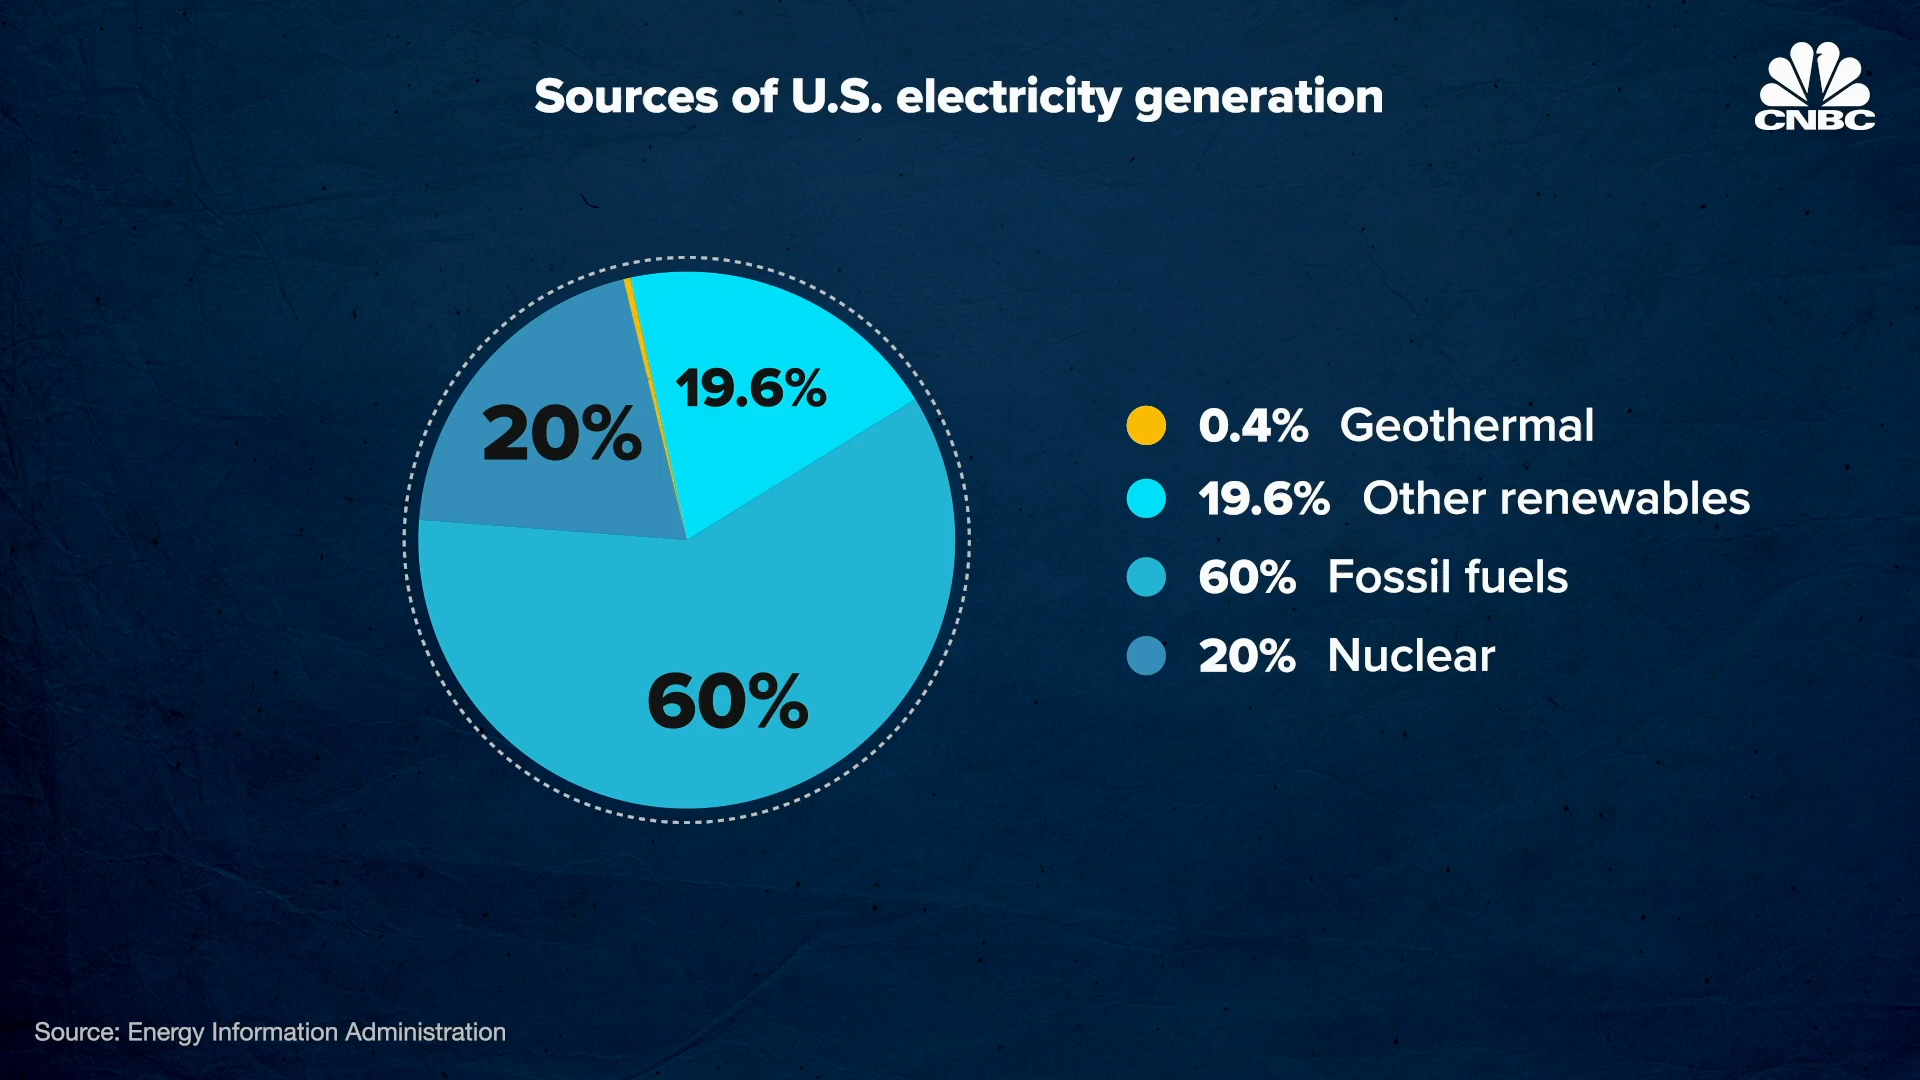 Sources of U.S. electricity generation
CNBC
19.6%
20%
60%
0.4% Geothermal
19.6% Other renewables
60% Fossil fuels
20% Nuclear
Source: Energy Information Administration